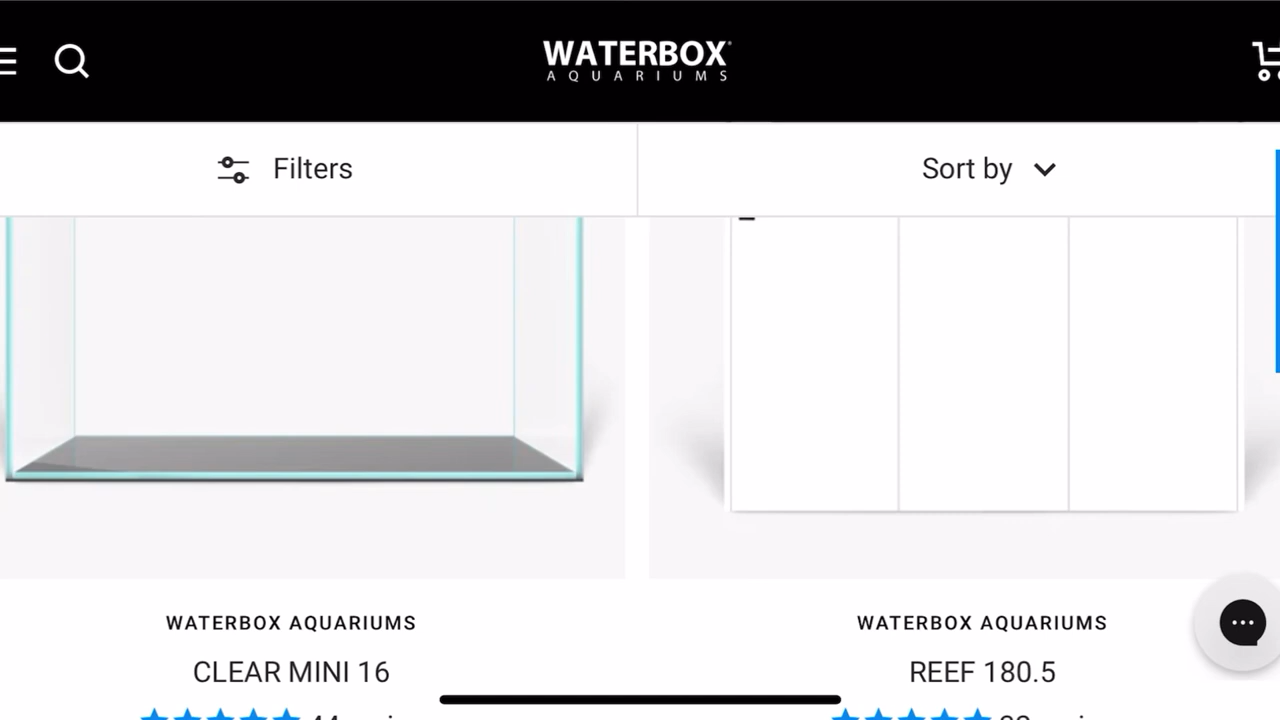 WATERBOX
AQUARIUMS
Filters
Sort by
WATERBOX AQUARIUMS
CLEAR MINI 16
WATERBOX AQUARIUMS
REEF 180.5